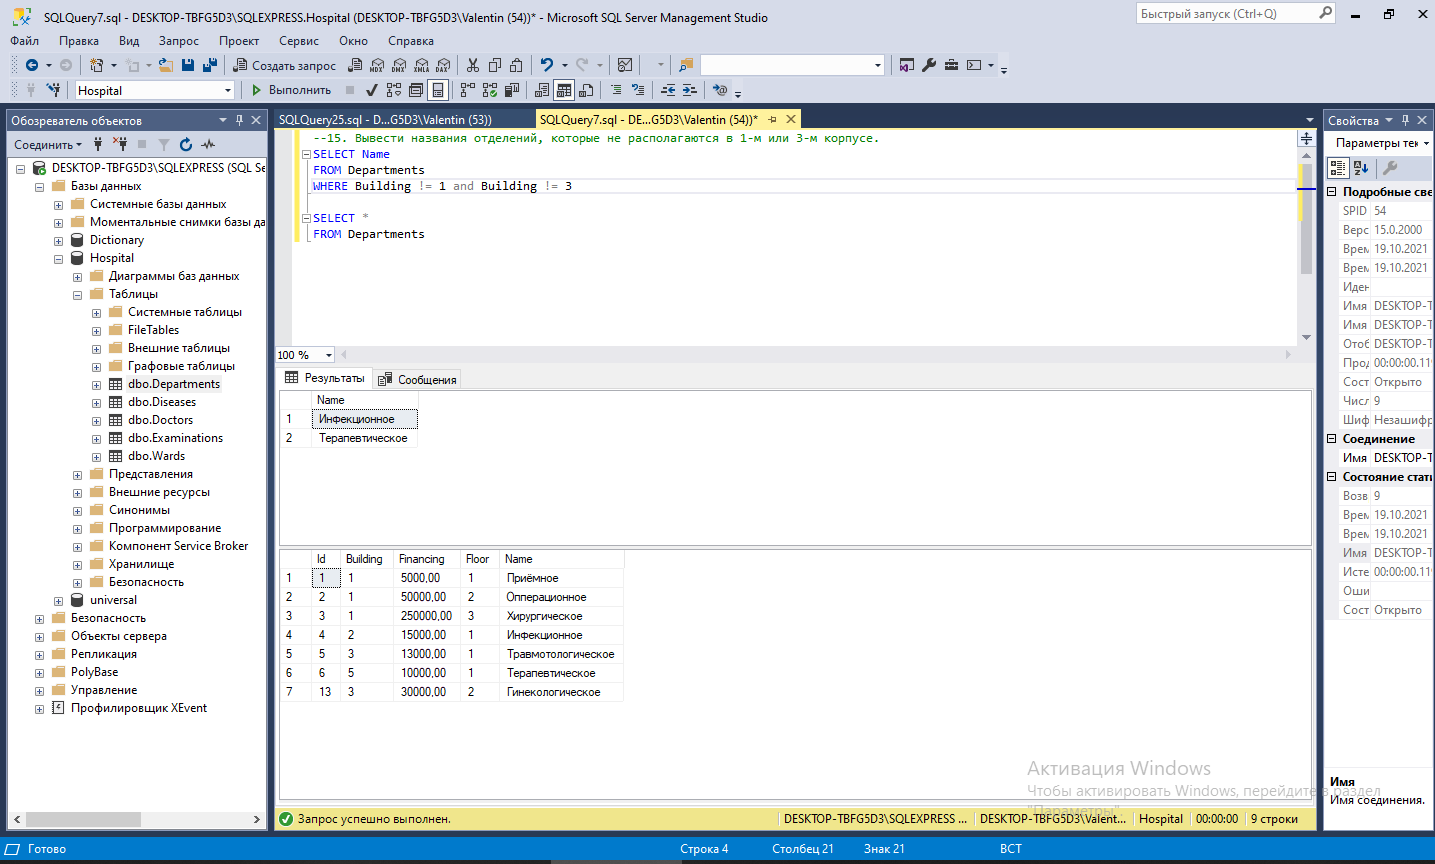 SQLQuery7.sql - DESKTOP-TBFG5D3\SQLEXPRESS.Hospital (DESKTOP-TBFG5D3\Valentin (54))* - Microsoft SQL Server Management Studio
Быстрый запуск (Ctrl+Q)
Файл Правка Вид Запрос Проект Сервис Окно Справка
Создать запрос MDX DMX XMLA DAX
Hospital Выполнить
Обозреватель объектов
Соединить
DESKTOP-TBFG5D3\SQLEXPRESS (SQL Se
Базы данных
Системные базы данных
Моментальные снимки базы да
Dictionary
Hospital
Диаграммы баз данных
Таблицы
Системные таблицы
FileTables
Внешние таблицы
Графовые таблицы
dbo.Departments
dbo.Diseases
dbo.Doctors
dbo.Examinations
dbo.Wards
Представления
Внешние ресурсы
Синонимы
Программирование
Компонент Service Broker
Хранилище
Безопасность
universal
Безопасность
Объекты сервера
Репликация
PolyBase
Управление
Профилировщик XEvent
SQLQuery25.sql - D...G5D3\Valentin (53)) SQLQuery7.sql - DE...G5D3\Valentin (54))*
--15. Вывести названия отделений, которые не располагаются в 1-м или 3-м корпусе.
SELECT Name
FROM Departments
WHERE Building != 1 and Building != 3
SELECT *
FROM Departments
100 %
Результаты Сообщения
Name
1 Инфекционное
2 Терапевтическое
Id Building Financing Floor Name
1 1 1 5000,00 1 Приёмное
2 2 1 50000,00 2 Опперационное
3 3 1 250000,00 3 Хирургическое
4 4 2 15000,00 1 Инфекционное
5 5 3 13000,00 1 Травмотологическое
6 6 5 10000,00 1 Терапевтическое
7 13 3 30000,00 2 Гинекологическое
Запрос успешно выполнен. DESKTOP-TBFG5D3\SQLEXPRESS ... DESKTOP-TBFG5D3\Valent... Hospital 00:00:00 9 строки
Свойства
Параметры тек
Подробные све
SPID 54
Верс 15.0.2000
Врем 19.10.2021
Врем 19.10.2021
Иден
Имя DESKTOP-T
Имя DESKTOP-T
Отоб DESKTOP-T
Прод 00:00:00.119
Сост Открыто
Числ 9
Шиф Незашифр
Соединение
Имя DESKTOP-T
Состояние стати
Возв 9
Врем 19.10.2021
Врем 19.10.2021
Имя DESKTOP-T
Исте 00:00:00.119
Оши
Сост Открыто
Имя
Имя соединения.
Активация Windows
Чтобы активировать Windows, перейдите в раздел
"Параметры".
Готово Строка 4 Столбец 21 Знак 21 ВСТ